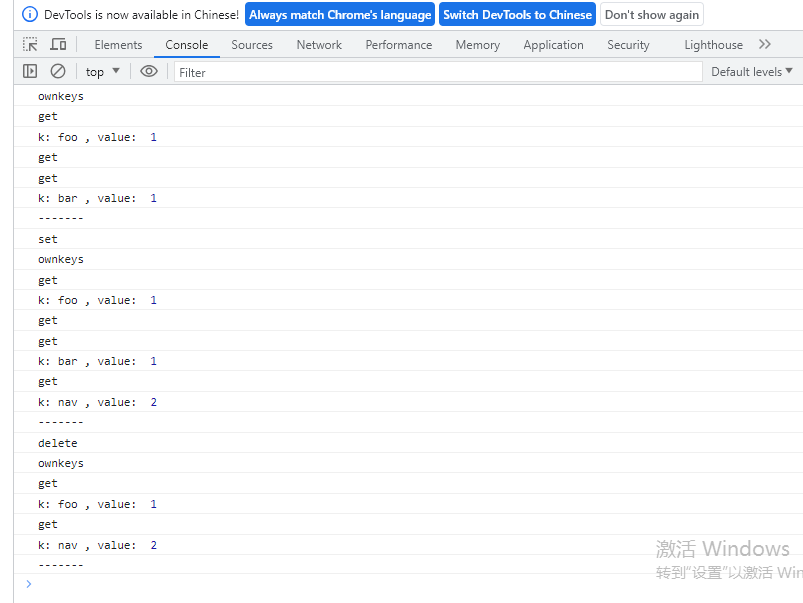 DevTools is now available in Chinese! Always match Chrome's language Switch DevTools to Chinese Don't show again
Elements Console Sources Network Performance Memory Application Security Lighthouse
top Filter Default levels
ownkeys
get
k: foo , value: 1
get
get
k: bar , value: 1
-------
set
ownkeys
get
k: foo , value: 1
get
get
k: bar , value: 1
get
k: nav , value: 2
-------
delete
ownkeys
get
k: foo , value: 1
get
k: nav , value: 2
-------
激活 Windows
转到"设置"以激活 Win